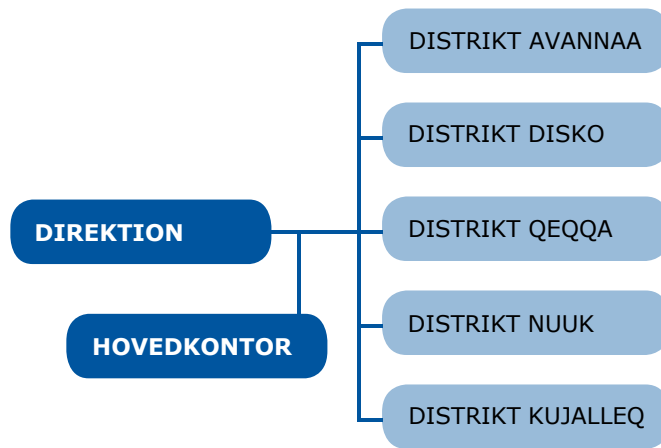 DIREKTION
HOVEDKONTOR
DISTRIKT AVANNAA
DISTRIKT DISKO
DISTRIKT QEQQA
DISTRIKT NUUK
DISTRIKT KUJALLEQ